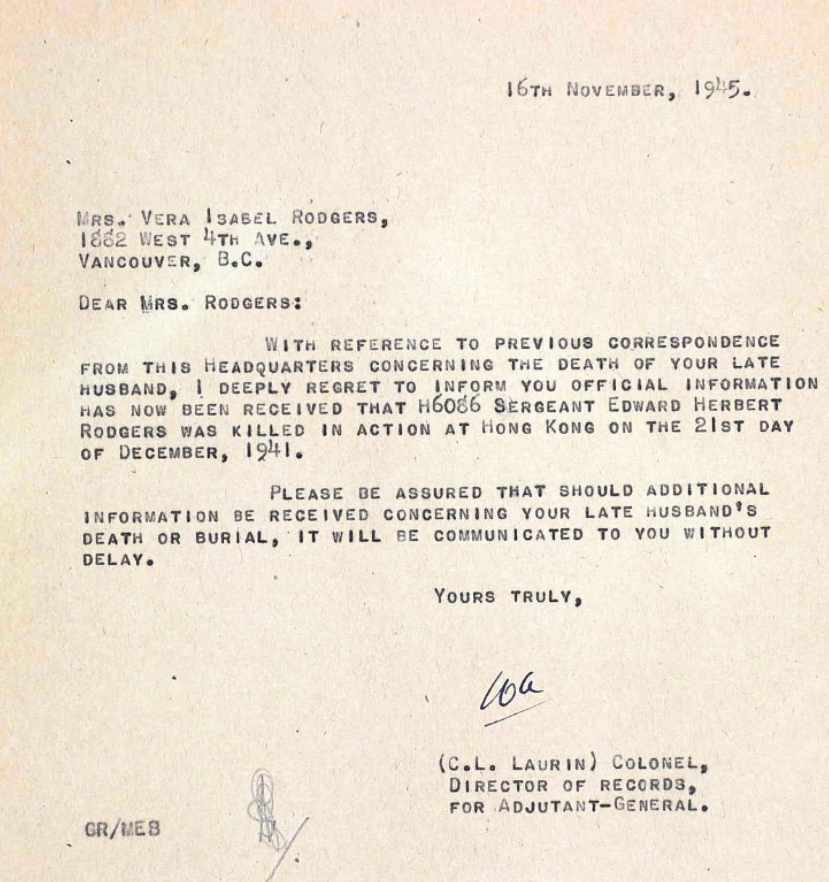 16TH NOVEMBER, 1945.
MRS. VERA ISABEL RODGERS,
1882 WEST 4TH AVE.,
VANCOUVER, B.C.
DEAR MRS. RODGERS:
WITH REFERENCE TO PREVIOUS CORRESPONDENCE
FROM THIS HEADQUARTERS CONCERNING THE DEATH OF YOUR LATE
HUSBAND, I DEEPLY REGRET TO INFORM YOU OFFICIAL INFORMATION
HAS NOW BEEN RECEIVED THAT H6086 SERGEANT EDWARD HERBERT
RODGERS WAS KILLED IN ACTION AT HONG KONG ON THE 21ST DAY
OF DECEMBER, 1941.
PLEASE BE ASSURED THAT SHOULD ADDITIONAL
INFORMATION BE RECEIVED CONCERNING YOUR LATE HUSBAND'S
DEATH OR BURIAL, IT WILL BE COMMUNICATED TO YOU WITHOUT
DELAY.
YOURS TRULY,
(C.L. LAURIN) COLONEL,
DIRECTOR OF RECORDS,
FOR ADJUTANT-GENERAL.